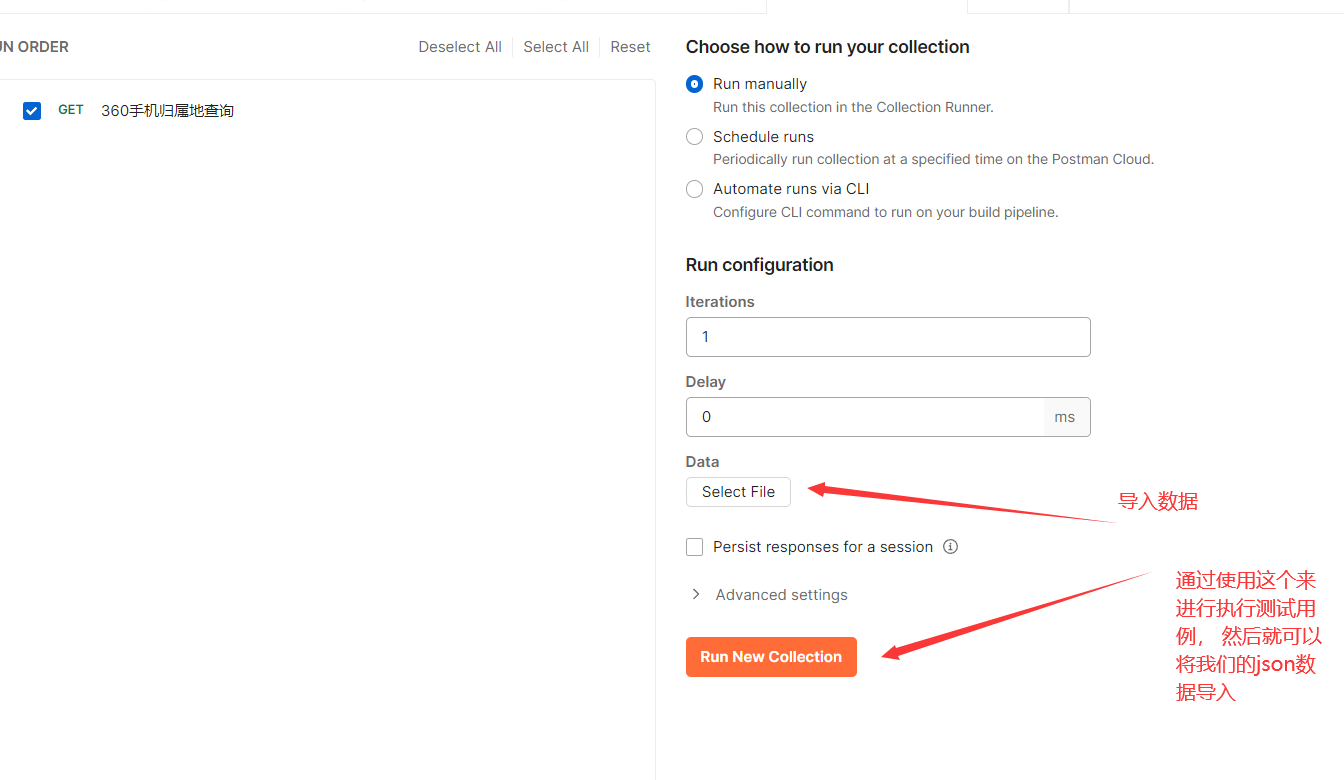 UN ORDER
Deselect All
Select All
Reset
GET 360手机归属地查询
Choose how to run your collection
Run manually
Run this collection in the Collection Runner.
Schedule runs
Periodically run collection at a specified time on the Postman Cloud.
Automate runs via CLI
Configure CLI command to run on your build pipeline.
Run configuration
Iterations
1
Delay
0 ms
Data
Select File
导入数据
Persist responses for a session
Advanced settings
Run New Collection
通过使用这个来
进行执行测试用
例， 然后就可以
将我们的json数
据导入